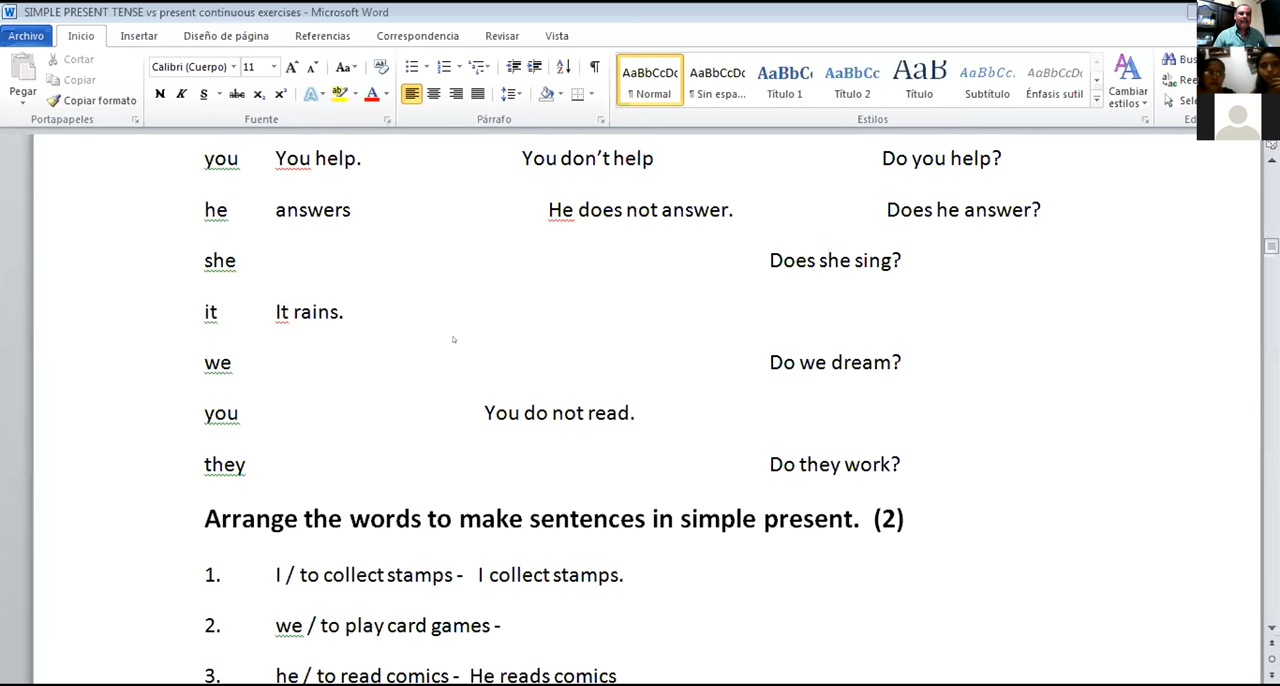 SIMPLE PRESENT TENSE vs present continuous exercises - Microsoft Word
Archivo Inicio Insertar Diseño de página Referencias Correspondencia Revisar Vista
Cortar
Copiar
Copiar formato
Pegar
Calibri (Cuerpo) 11
AaBbCcDc AaBbCcDc AaBbC AaBbCc AaB AaBbCc. AaBbCcDc
¶ Normal ¶ Sin espa... Título 1 Título 2 Título Subtítulo Énfasis sutil
Cambiar estilos
Portapapeles Fuente Párrafo Estilos
you You help. You don't help Do you help?
he answers He does not answer. Does he answer?
she Does she sing?
it It rains.
we Do we dream?
you You do not read.
they Do they work?
Arrange the words to make sentences in simple present. (2)
1. I / to collect stamps - I collect stamps.
2. we / to play card games -
3. he / to read comics - He reads comics